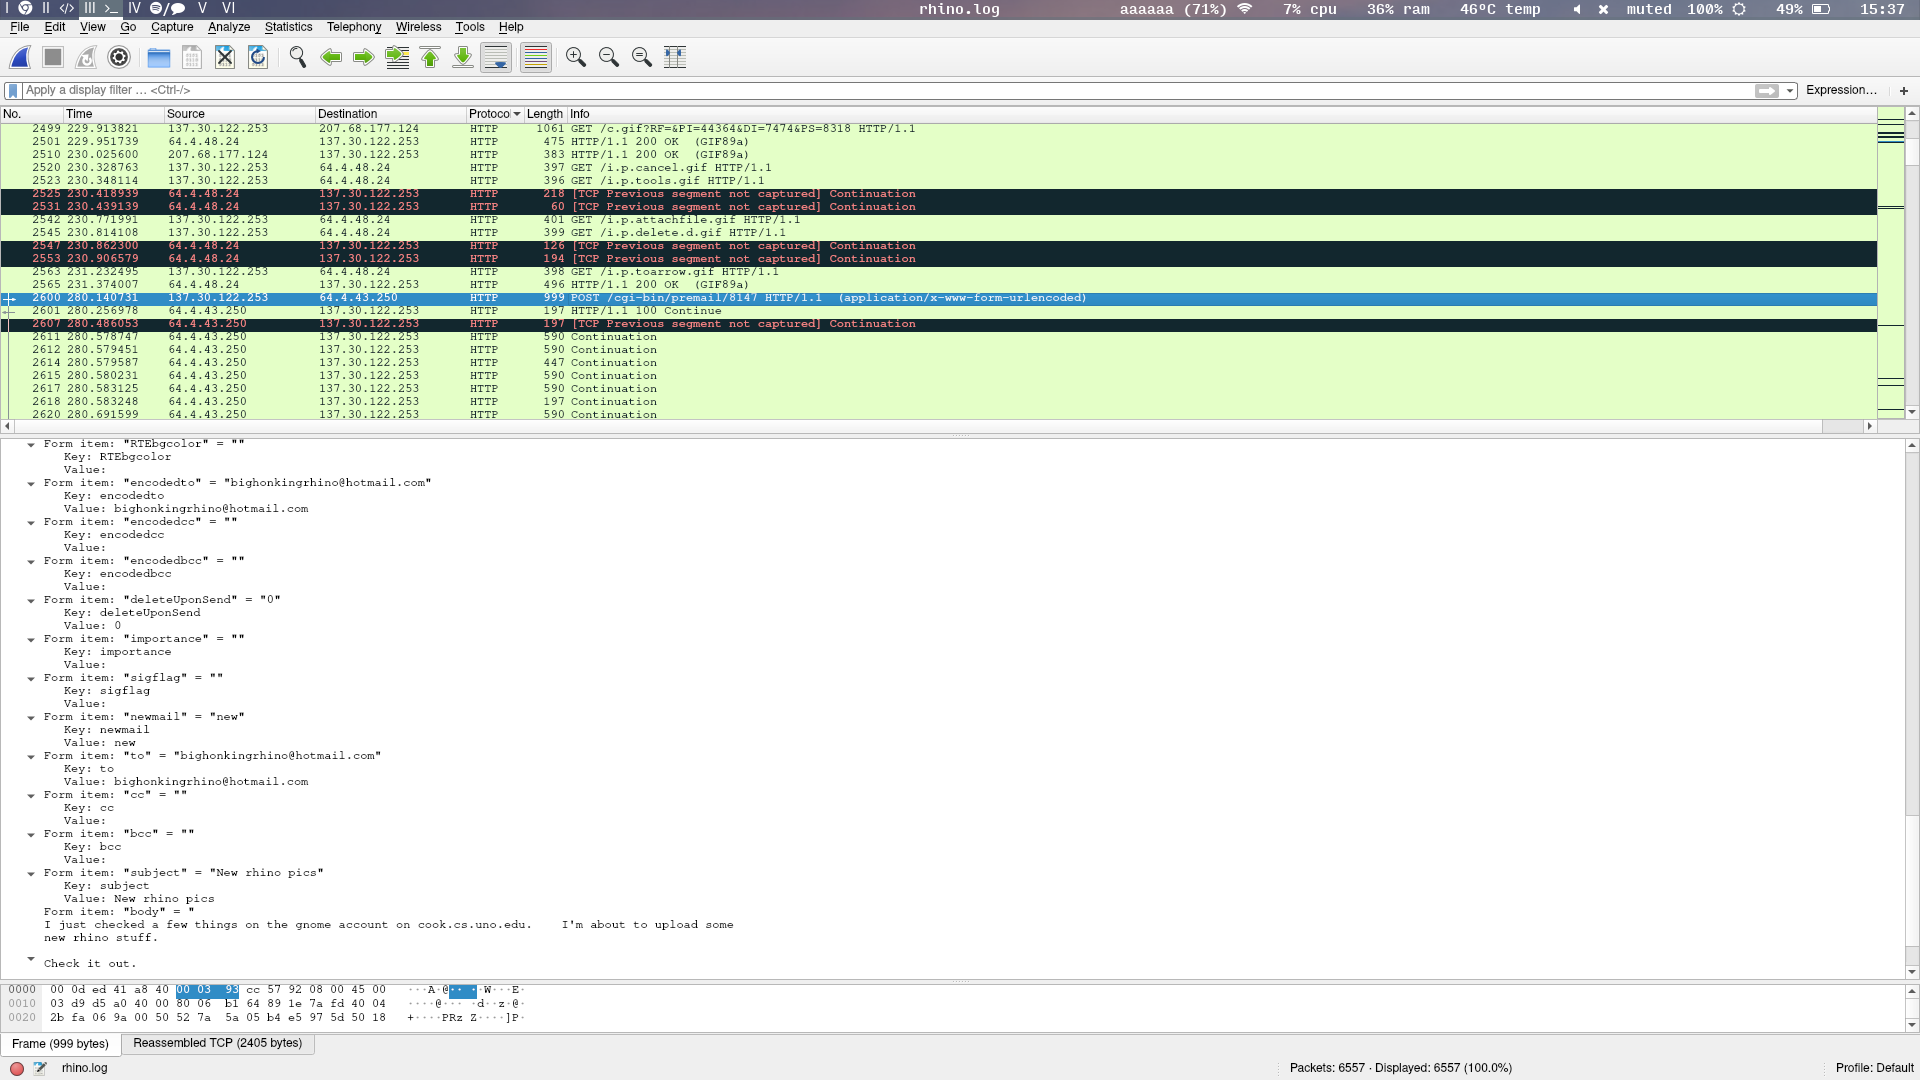 I II </> III >_ IV V VI rhino.log aaaaaa (71%) 7% cpu 36% ram 46ºC temp muted 100% 49% 15:37
File Edit View Go Capture Analyze Statistics Telephony Wireless Tools Help
Apply a display filter … <Ctrl-/> Expression… +
No. Time Source Destination Protocol Length Info
2499 229.913821 137.30.122.253 207.68.177.124 HTTP 1061 GET /c.gif?RF=&PI=44364&DI=7474&PS=8318 HTTP/1.1
2501 229.951739 64.4.48.24 137.30.122.253 HTTP 475 HTTP/1.1 200 OK (GIF89a)
2510 230.025600 207.68.177.124 137.30.122.253 HTTP 383 HTTP/1.1 200 OK (GIF89a)
2520 230.328763 137.30.122.253 64.4.48.24 HTTP 397 GET /i.p.cancel.gif HTTP/1.1
2523 230.348114 137.30.122.253 64.4.48.24 HTTP 396 GET /i.p.tools.gif HTTP/1.1
2525 230.418939 64.4.48.24 137.30.122.253 HTTP 218 [TCP Previous segment not captured] Continuation
2531 230.439139 64.4.48.24 137.30.122.253 HTTP 60 [TCP Previous segment not captured] Continuation
2542 230.771991 137.30.122.253 64.4.48.24 HTTP 401 GET /i.p.attachfile.gif HTTP/1.1
2545 230.814108 137.30.122.253 64.4.48.24 HTTP 399 GET /i.p.delete.d.gif HTTP/1.1
2547 230.862300 64.4.48.24 137.30.122.253 HTTP 126 [TCP Previous segment not captured] Continuation
2553 230.906579 64.4.48.24 137.30.122.253 HTTP 194 [TCP Previous segment not captured] Continuation
2563 231.232495 137.30.122.253 64.4.48.24 HTTP 398 GET /i.p.toarrow.gif HTTP/1.1
2565 231.374007 64.4.48.24 137.30.122.253 HTTP 496 HTTP/1.1 200 OK (GIF89a)
2600 280.140731 137.30.122.253 64.4.43.250 HTTP 999 POST /cgi-bin/premail/8147 HTTP/1.1 (application/x-www-form-urlencoded)
2601 280.256978 64.4.43.250 137.30.122.253 HTTP 197 HTTP/1.1 100 Continue
2607 280.486053 64.4.43.250 137.30.122.253 HTTP 197 [TCP Previous segment not captured] Continuation
2611 280.578747 64.4.43.250 137.30.122.253 HTTP 590 Continuation
2612 280.579451 64.4.43.250 137.30.122.253 HTTP 590 Continuation
2614 280.579587 64.4.43.250 137.30.122.253 HTTP 447 Continuation
2615 280.580231 64.4.43.250 137.30.122.253 HTTP 590 Continuation
2617 280.583125 64.4.43.250 137.30.122.253 HTTP 590 Continuation
2618 280.583248 64.4.43.250 137.30.122.253 HTTP 197 Continuation
2620 280.691599 64.4.43.250 137.30.122.253 HTTP 590 Continuation
Form item: "RTEbgcolor" = ""
Key: RTEbgcolor
Value:
Form item: "encodedto" = "bighonkingrhino@hotmail.com"
Key: encodedto
Value: bighonkingrhino@hotmail.com
Form item: "encodedcc" = ""
Key: encodedcc
Value:
Form item: "encodedbcc" = ""
Key: encodedbcc
Value:
Form item: "deleteUponSend" = "0"
Key: deleteUponSend
Value: 0
Form item: "importance" = ""
Key: importance
Value:
Form item: "sigflag" = ""
Key: sigflag
Value:
Form item: "newmail" = "new"
Key: newmail
Value: new
Form item: "to" = "bighonkingrhino@hotmail.com"
Key: to
Value: bighonkingrhino@hotmail.com
Form item: "cc" = ""
Key: cc
Value:
Form item: "bcc" = ""
Key: bcc
Value:
Form item: "subject" = "New rhino pics"
Key: subject
Value: New rhino pics
Form item: "body" = "
I just checked a few things on the gnome account on cook.cs.uno.edu. I'm about to upload some
new rhino stuff.
Check it out.
0000 00 0d ed 41 a8 40 00 03 93 cc 57 92 08 00 45 00 ···A·@·· ··W···E·
0010 03 d9 d5 a0 40 00 80 06 b1 64 89 1e 7a fd 40 04 ····@··· ·d··z·@·
0020 2b fa 06 9a 00 50 52 7a 5a 05 b4 e5 97 5d 50 18 +····PRz Z····]P·
Frame (999 bytes) Reassembled TCP (2405 bytes)
rhino.log Packets: 6557 · Displayed: 6557 (100.0%) Profile: Default